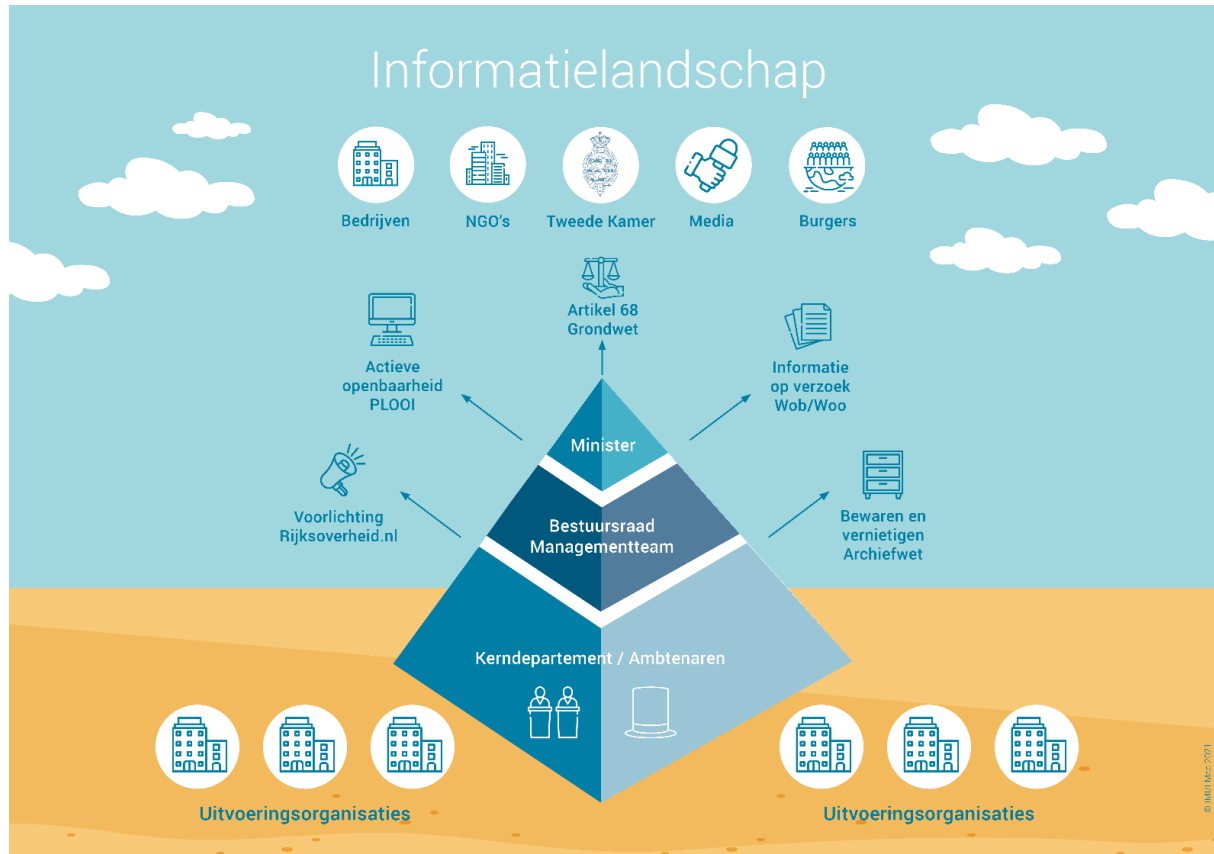 Informatielandschap
Bedrijven
NGO's
Tweede Kamer
Media
Burgers
Artikel 68
Grondwet
Actieve
openbaarheid
PLOOI
Informatie
op verzoek
Wob/Woo
Minister
Voorlichting
Rijksoverheid.nl
Bestuursraad
Managementteam
Bewaren en
vernietigen
Archiefwet
Kerndepartement / Ambtenaren
Uitvoeringsorganisaties
Uitvoeringsorganisaties